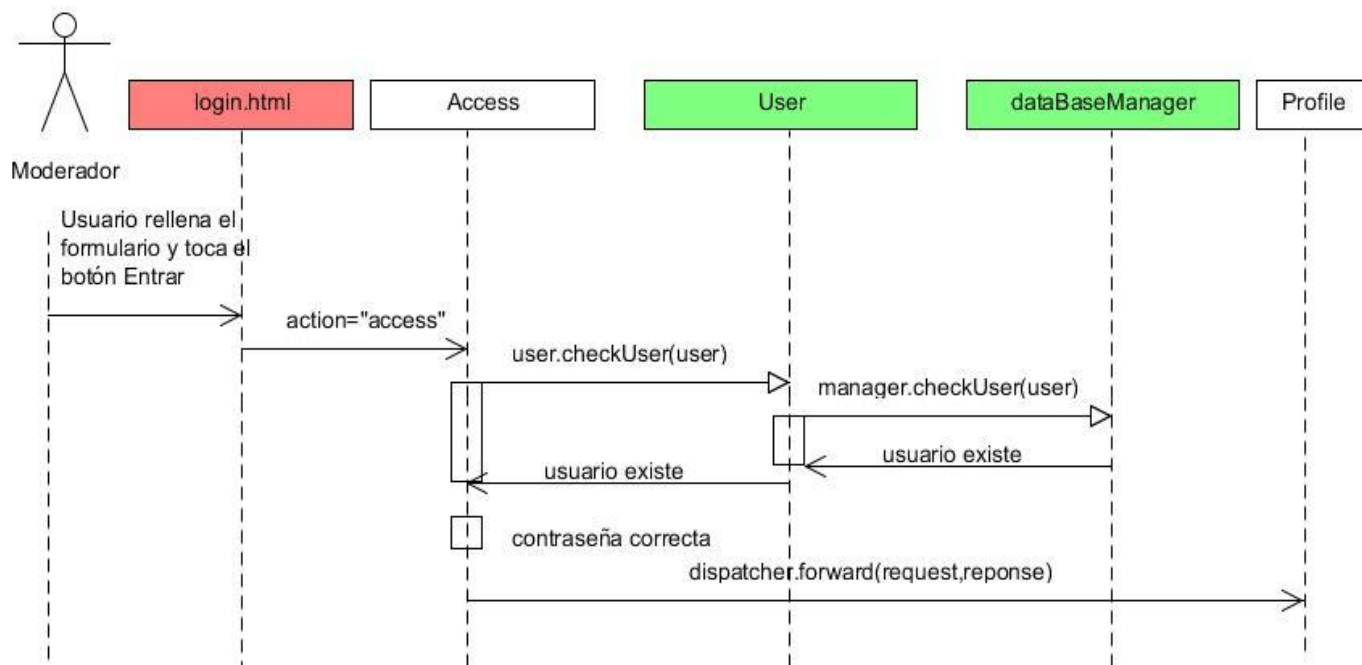 login.html
Access
User
dataBaseManager
Profile
Moderador
Usuario rellena el
formulario y toca el
botón Entrar
action="access"
user.checkUser(user)
manager.checkUser(user)
usuario existe
usuario existe
contraseña correcta
dispatcher.forward(request,reponse)